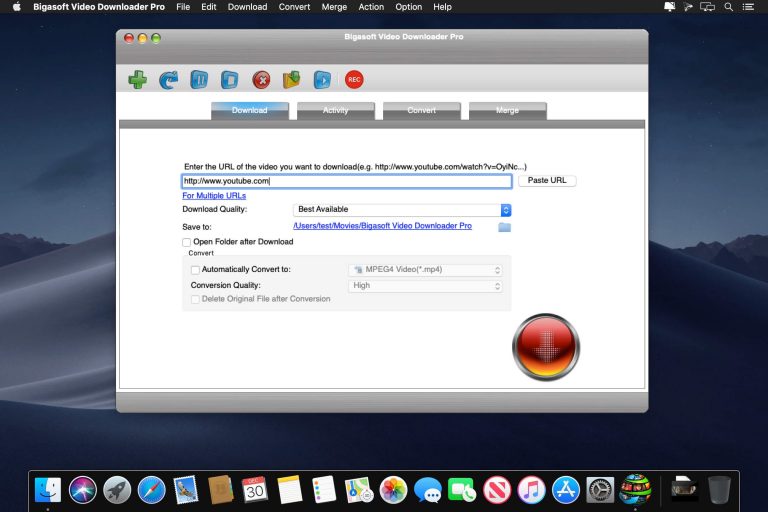 Bigasoft Video Downloader Pro File Edit Download Convert Merge Action Option Help
Bigasoft Video Downloader Pro
REC
Download Activity Convert Merge
Enter the URL of the video you want to download(e.g. http://www.youtube.com/watch?v=OyiNc...)
http://www.youtube.com Paste URL
For Multiple URLs
Download Quality: Best Available
Save to: /Users/test/Movies/Bigasoft Video Downloader Pro
Open Folder after Download
Convert
Automatically Convert to: MPEG4 Video(*.mp4)
Conversion Quality: High
Delete Original File after Conversion
DEC
30